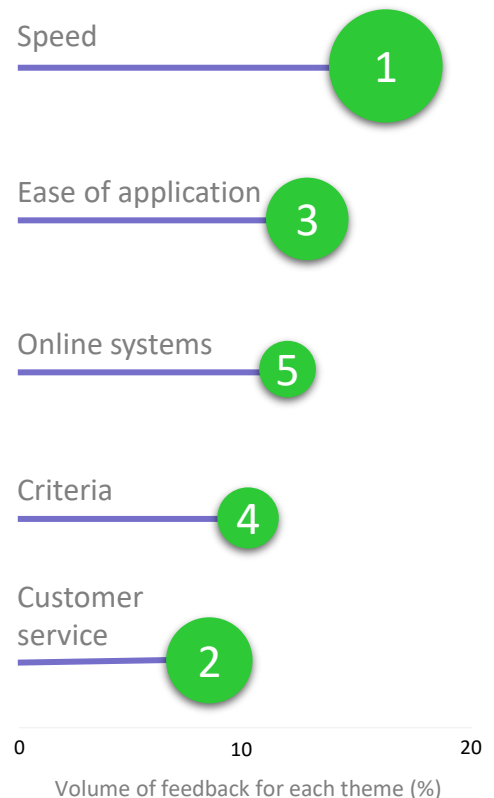 Speed
1
Ease of application
3
Online systems
5
Criteria
4
Customer
service
2
0 10 20
Volume of feedback for each theme (%)